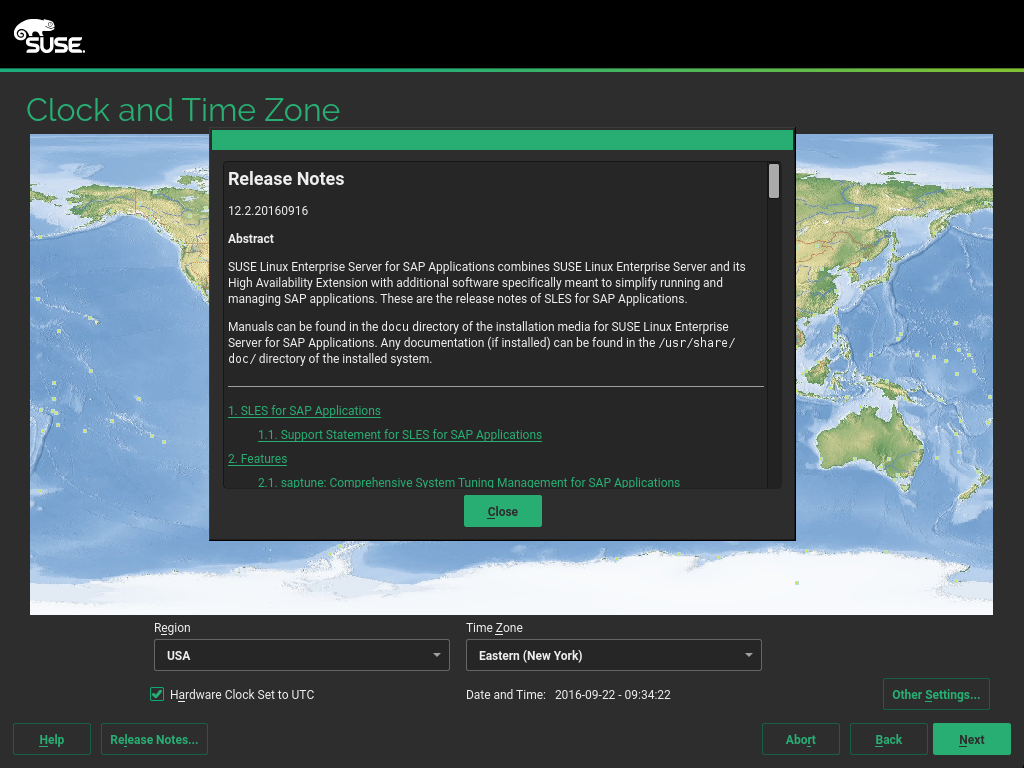 SUSE.
Clock and Time Zone
Release Notes
12.2.20160916
Abstract
SUSE Linux Enterprise Server for SAP Applications combines SUSE Linux Enterprise Server and its
High Availability Extension with additional software specifically meant to simplify running and
managing SAP applications. These are the release notes of SLES for SAP Applications.
Manuals can be found in the docu directory of the installation media for SUSE Linux Enterprise
Server for SAP Applications. Any documentation (if installed) can be found in the /usr/share/
doc/ directory of the installed system.
1. SLES for SAP Applications
1.1. Support Statement for SLES for SAP Applications
2. Features
2.1. saptune: Comprehensive System Tuning Management for SAP Applications
Close
Region
Time Zone
USA
Eastern (New York)
Hardware Clock Set to UTC
Date and Time: 2016-09-22 - 09:34:22
Other Settings...
Help
Release Notes...
Abort
Back
Next